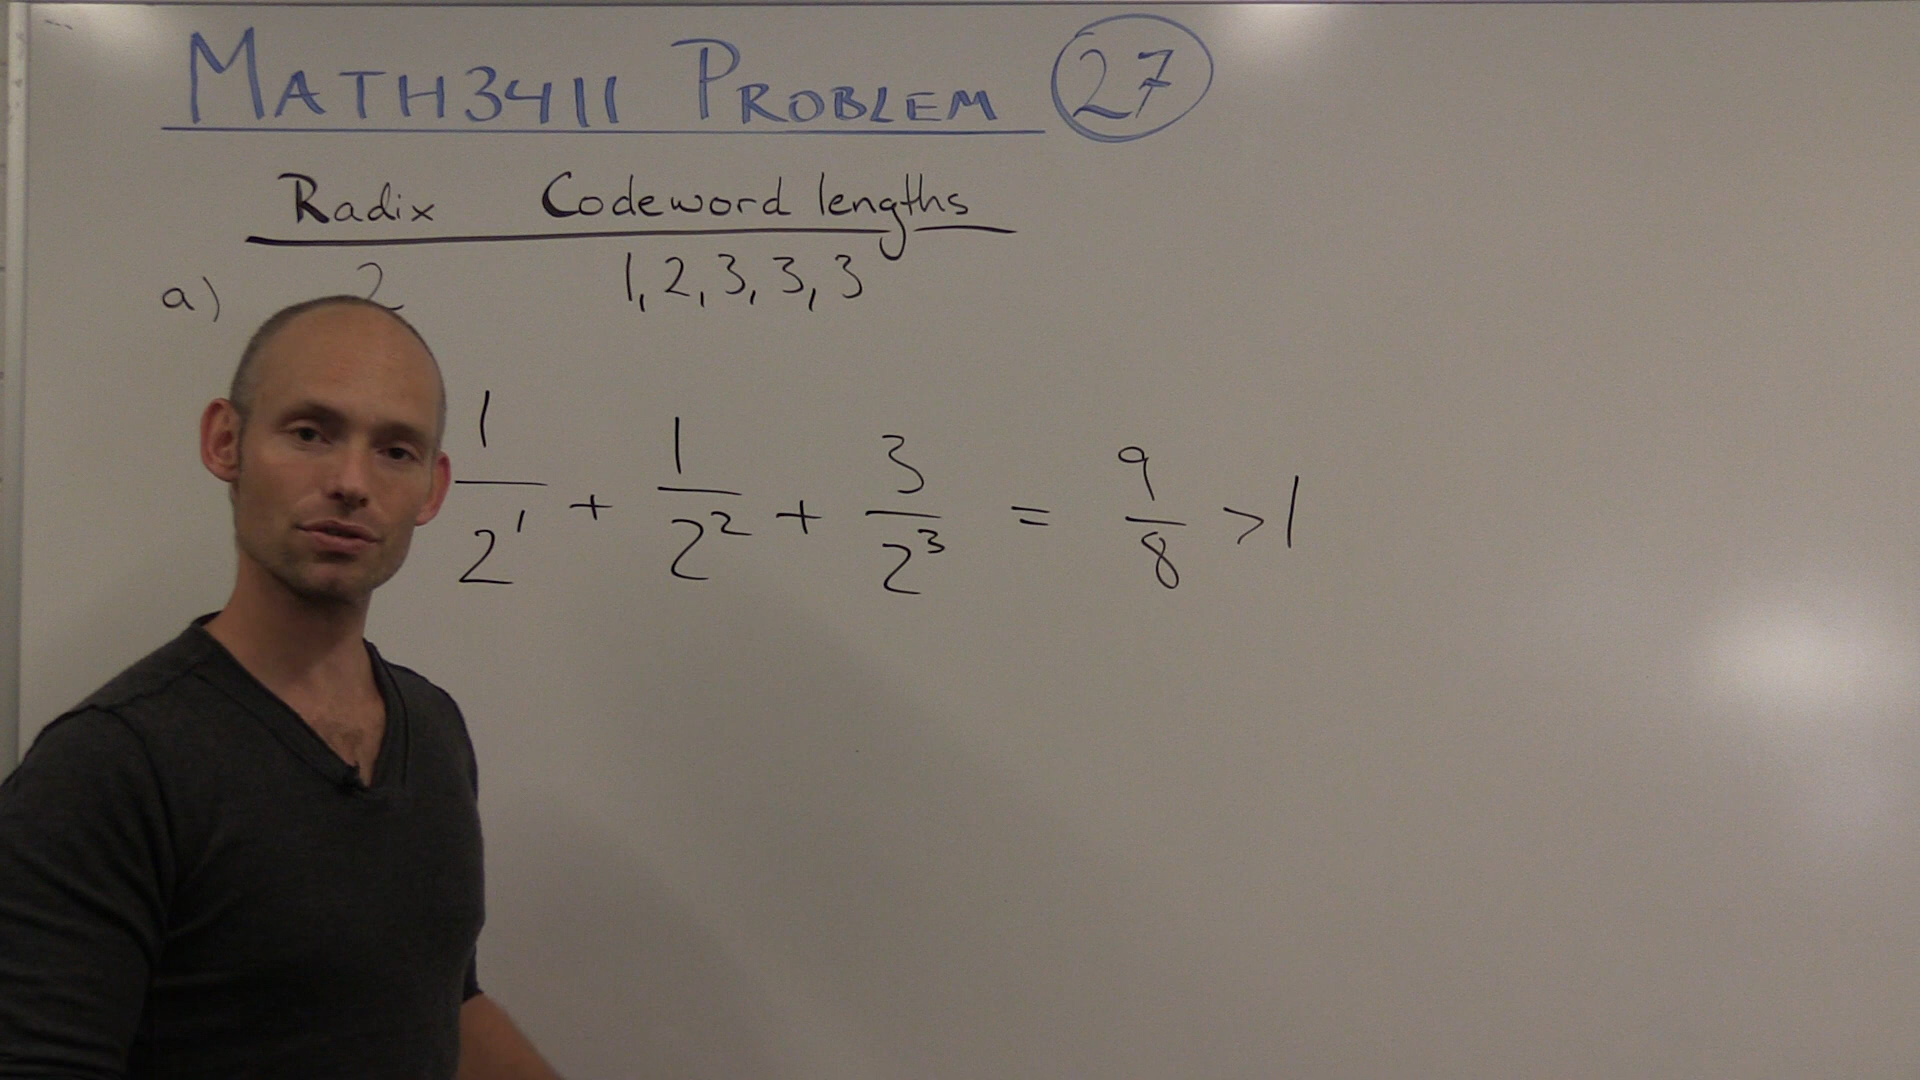 MATH3411 PROBLEM 27
Radix Codeword lengths
a) 2 1, 2, 3, 3, 3
1/2^1 + 1/2^2 + 3/2^3 = 9/8 > 1